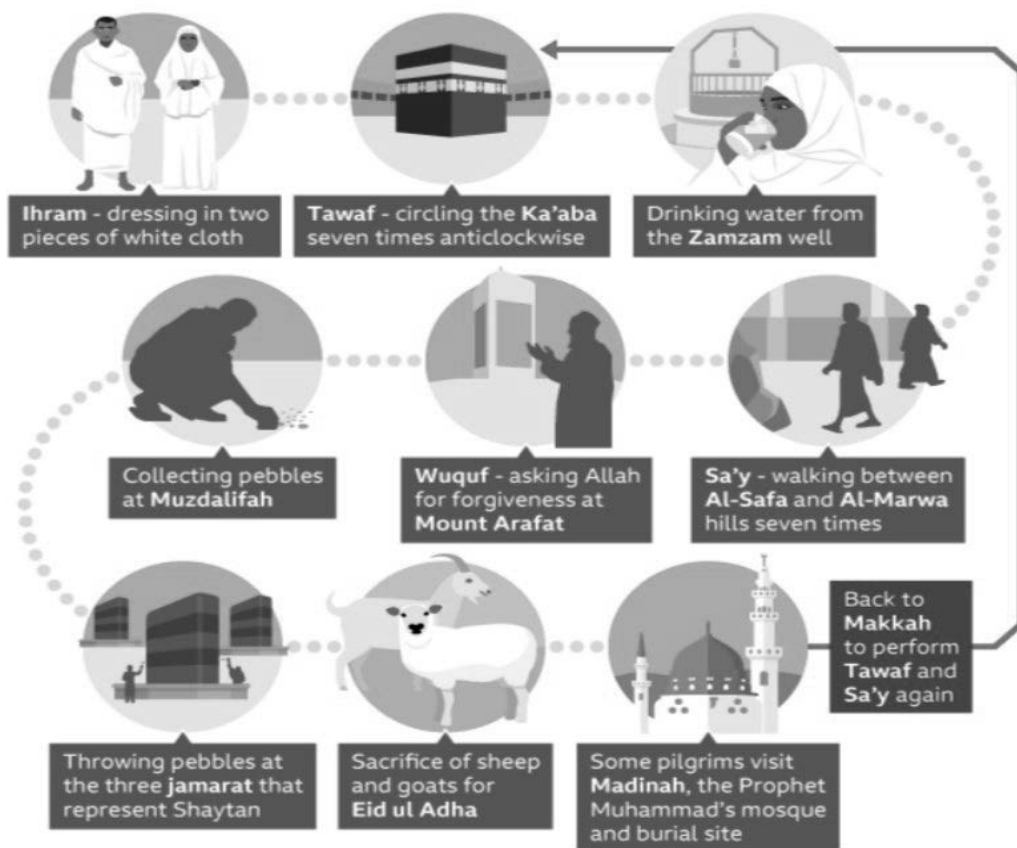 Ihram - dressing in two
pieces of white cloth
Tawaf - circling the Ka'aba
seven times anticlockwise
Drinking water from
the Zamzam well
Sa'y - walking between
Al-Safa and Al-Marwa
hills seven times
Wuquf - asking Allah
for forgiveness at
Mount Arafat
Collecting pebbles
at Muzdalifah
Throwing pebbles at
the three jamarat that
represent Shaytan
Sacrifice of sheep
and goats for
Eid ul Adha
Some pilgrims visit
Madinah, the Prophet
Muhammad's mosque
and burial site
Back to
Makkah
to perform
Tawaf and
Sa'y again